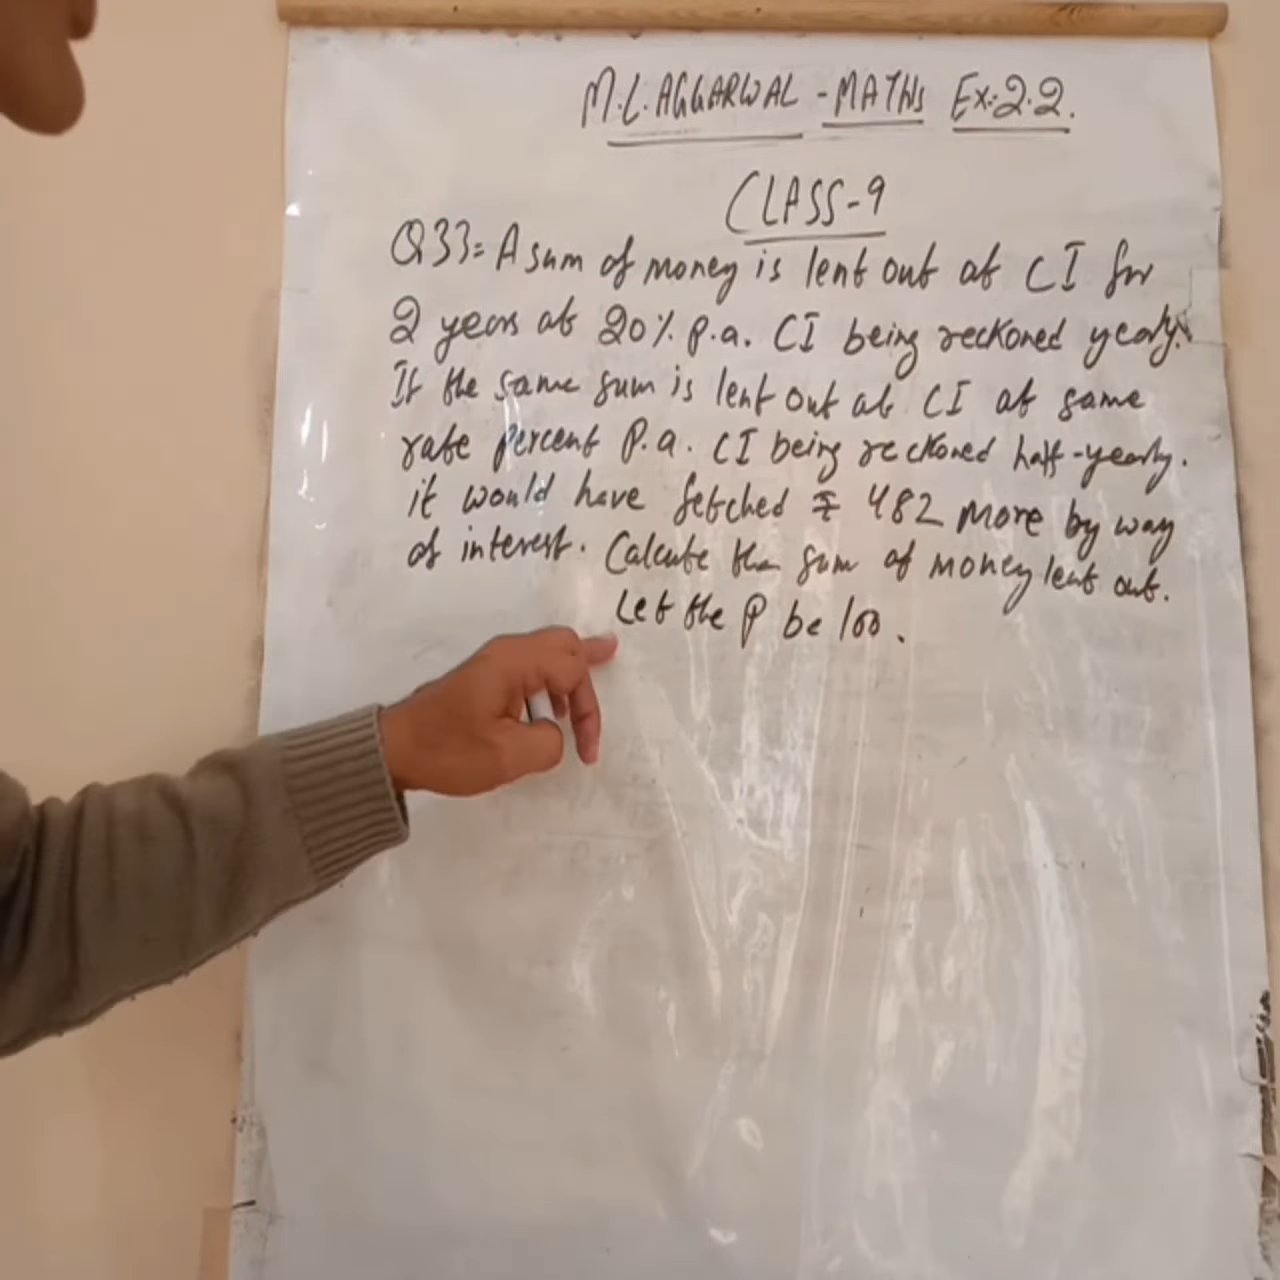 M.L. AGGARWAL - MATHS Ex:-2.2.
CLASS-9
Q33= A sum of money is lent out at CI for
2 years at 20% p.a. CI being reckoned yearly.
If the same sum is lent out at CI at same
rate percent P.a. CI being reckoned half-yearly.
it would have fetched ₹ 482 more by way
of interest. Calcute the sum of money lent out.
Let the P be 100.